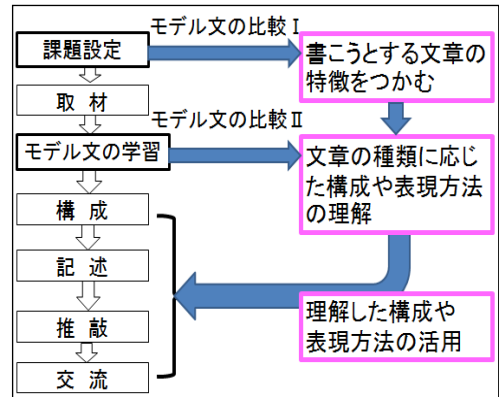 モデル文の比較Ⅰ
課題設定
書こうとする文章の
特徴をつかむ
取 材
モデル文の比較Ⅱ
モデル文の学習
文章の種類に応じ
た構成や表現方法
の理解
構 成
記 述
推 敲
交 流
理解した構成や
表現方法の活用